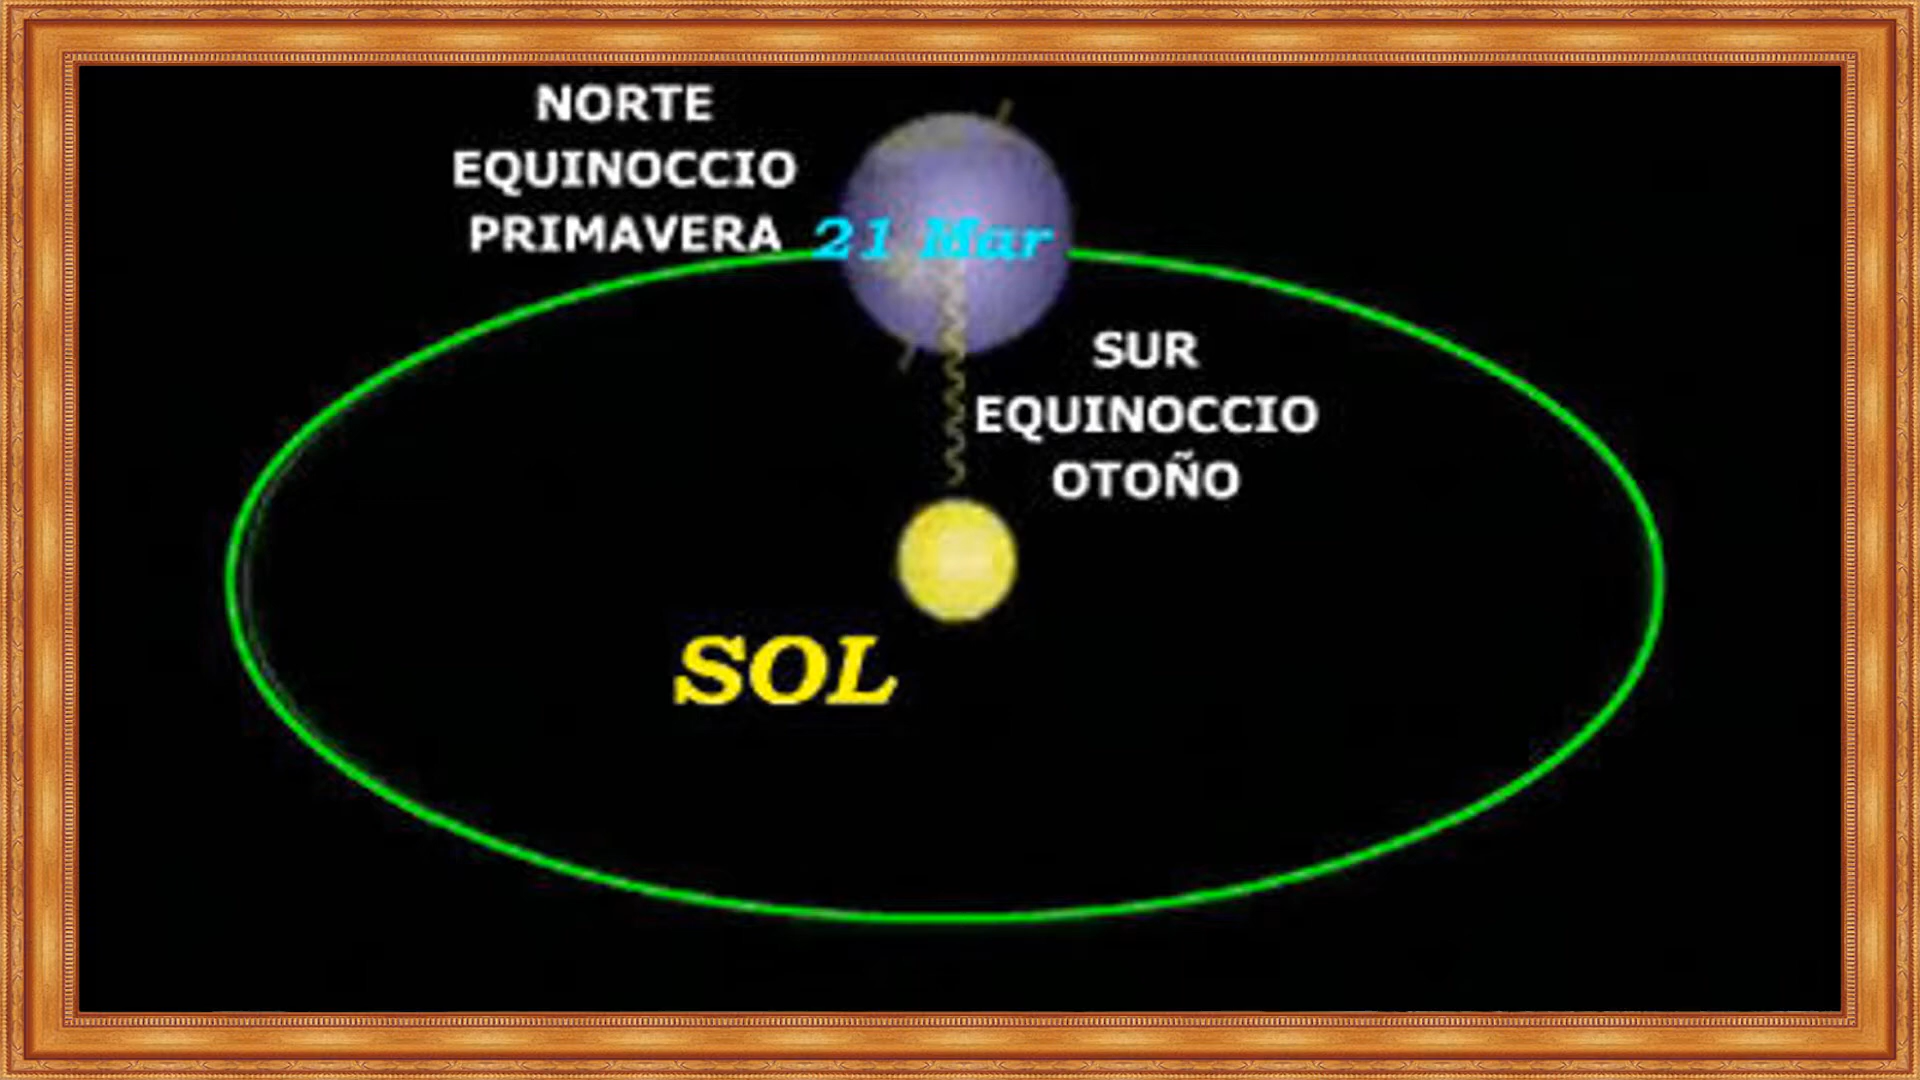 NORTE
EQUINOCCIO
PRIMAVERA
21 Mar
SUR
EQUINOCCIO
OTOÑO
SOL